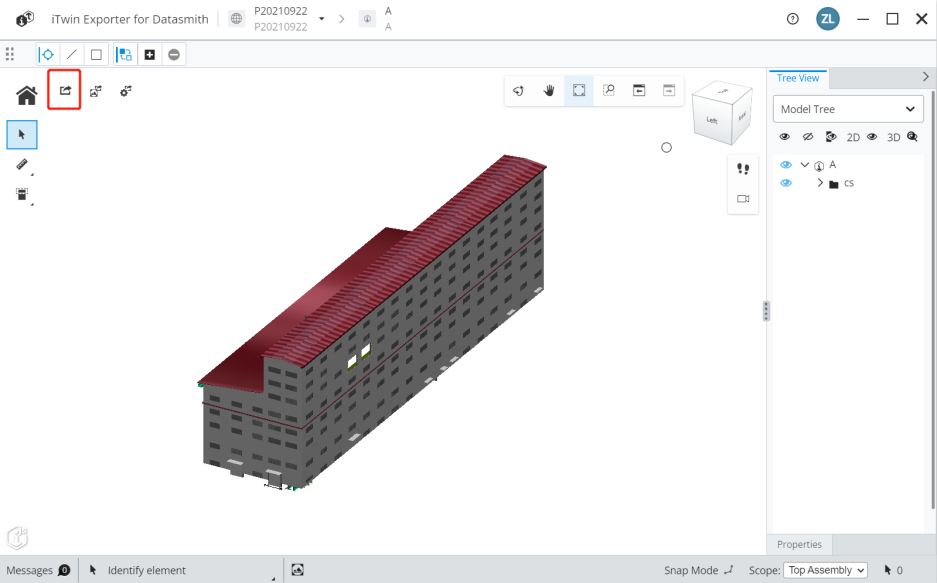 iTwin Exporter for Datasmith
P20210922
P20210922
A
A
ZL
Tree View
Model Tree
2D
3D
A
cs
Left
Properties
Messages
0
Identify element
Snap Mode
Scope:
Top Assembly
0